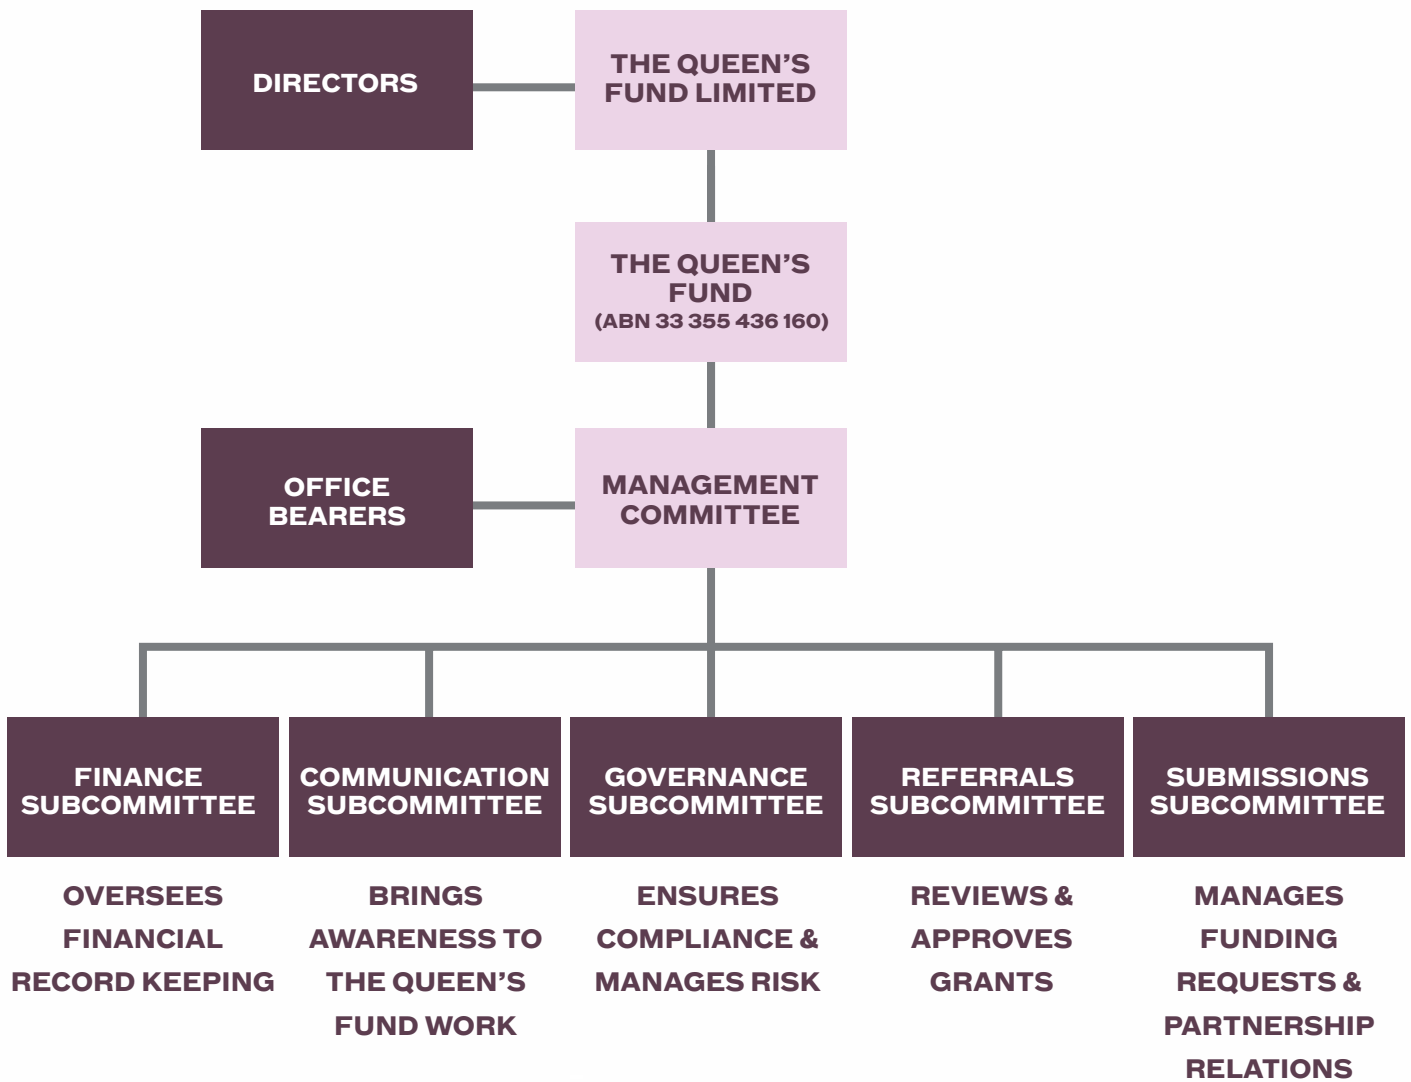 DIRECTORS
THE QUEEN’S
FUND LIMITED
THE QUEEN’S
FUND
(ABN 33 355 436 160)
OFFICE
BEARERS
MANAGEMENT
COMMITTEE
FINANCE
SUBCOMMITTEE
OVERSEES
FINANCIAL
RECORD KEEPING
COMMUNICATION
SUBCOMMITTEE
BRINGS
AWARENESS TO
THE QUEEN’S
FUND WORK
GOVERNANCE
SUBCOMMITTEE
ENSURES
COMPLIANCE &
MANAGES RISK
REFERRALS
SUBCOMMITTEE
REVIEWS &
APPROVES
GRANTS
SUBMISSIONS
SUBCOMMITTEE
MANAGES
FUNDING
REQUESTS &
PARTNERSHIP
RELATIONS